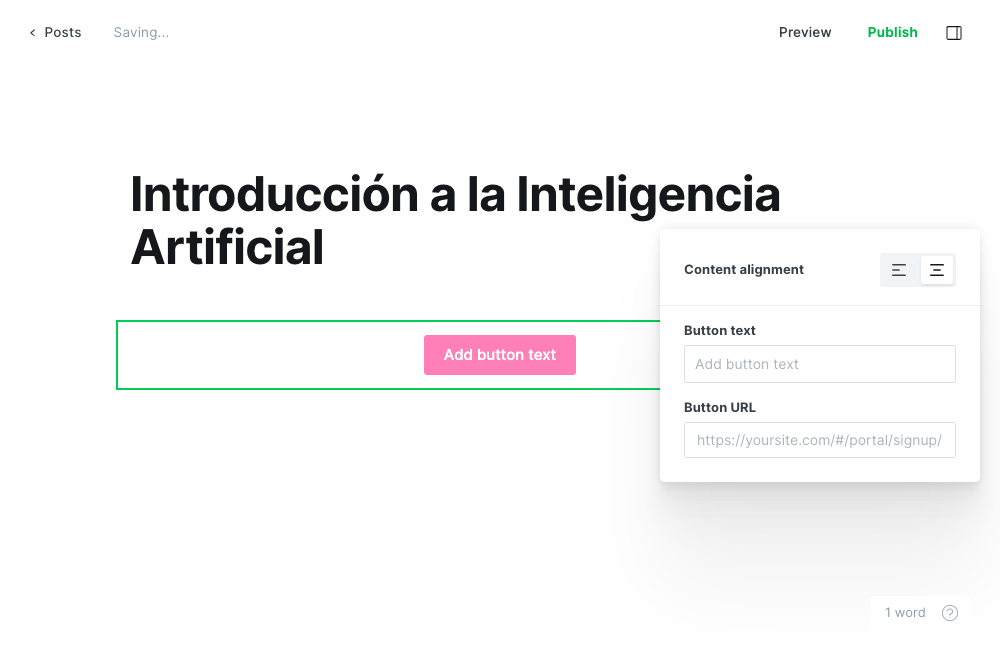 Posts
Saving...
Preview
Publish
Introducción a la Inteligencia
Artificial
Content alignment
Button text
Add button text
Add button text
Button URL
https://yoursite.com/#/portal/signup/
1 word